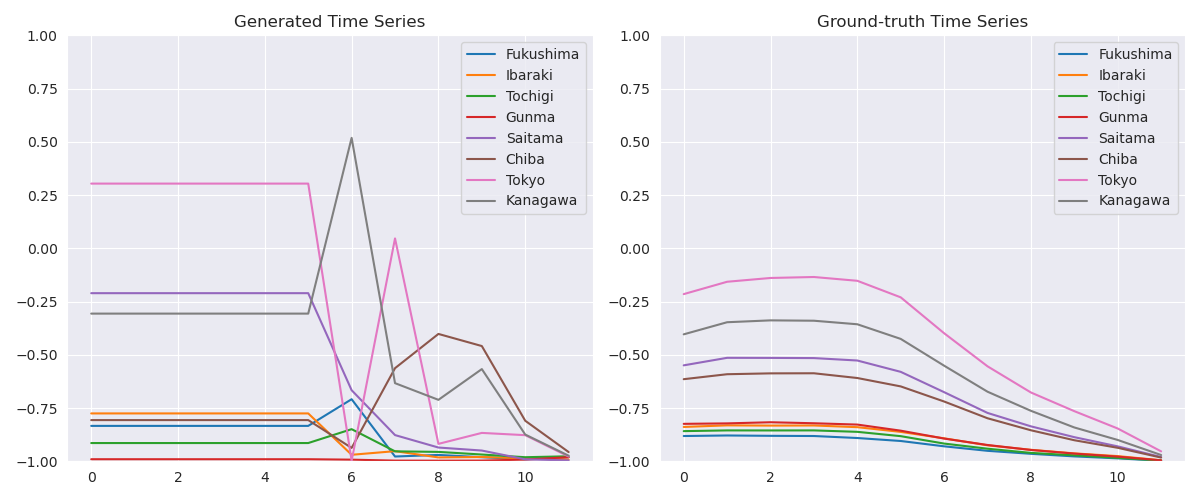 Generated Time Series
1.00
0.75
0.50
0.25
0.00
−0.25
−0.50
−0.75
−1.00
0 2 4 6 8 10
Fukushima
Ibaraki
Tochigi
Gunma
Saitama
Chiba
Tokyo
Kanagawa
Ground-truth Time Series
1.00
0.75
0.50
0.25
0.00
−0.25
−0.50
−0.75
−1.00
0 2 4 6 8 10
Fukushima
Ibaraki
Tochigi
Gunma
Saitama
Chiba
Tokyo
Kanagawa